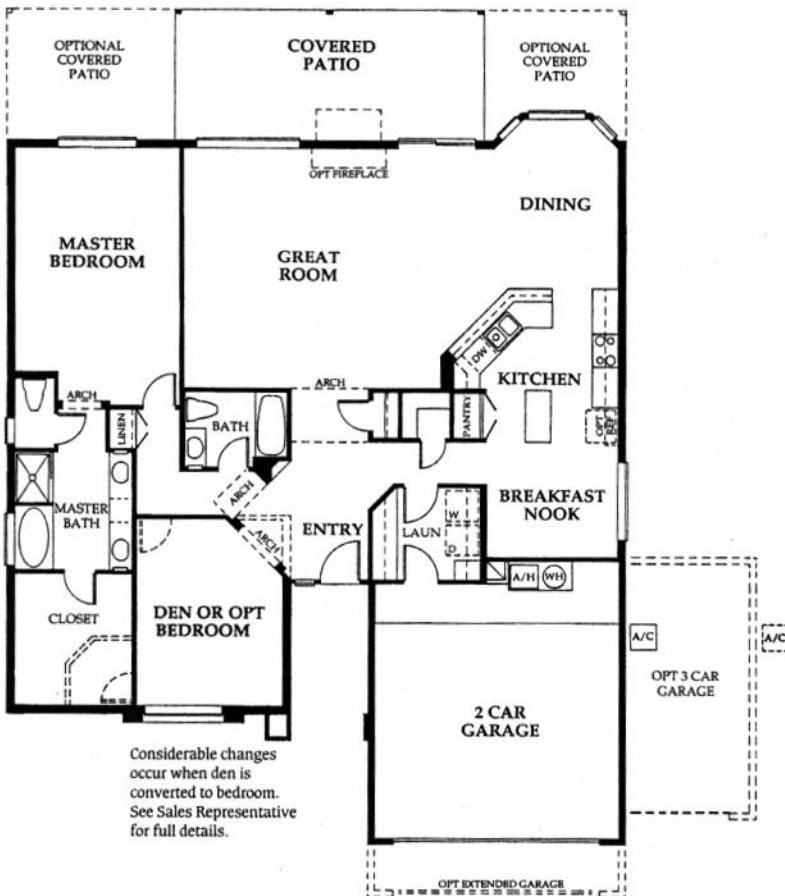 OPTIONAL
COVERED
PATIO
COVERED
PATIO
OPTIONAL
COVERED
PATIO
OPT FIREPLACE
DINING
MASTER
BEDROOM
GREAT
ROOM
DW
KITCHEN
ARCH
ARCH
LINEN
BATH
PANTRY
OPT
REF
ARCH
MASTER
BATH
ENTRY
ARCH
LAUN
W
D
BREAKFAST
NOOK
A/H
WH
CLOSET
DEN OR OPT
BEDROOM
A/C
A/C
OPT 3 CAR
GARAGE
2 CAR
GARAGE
Considerable changes
occur when den is
converted to bedroom.
See Sales Representative
for full details.
OPT EXTENDED GARAGE